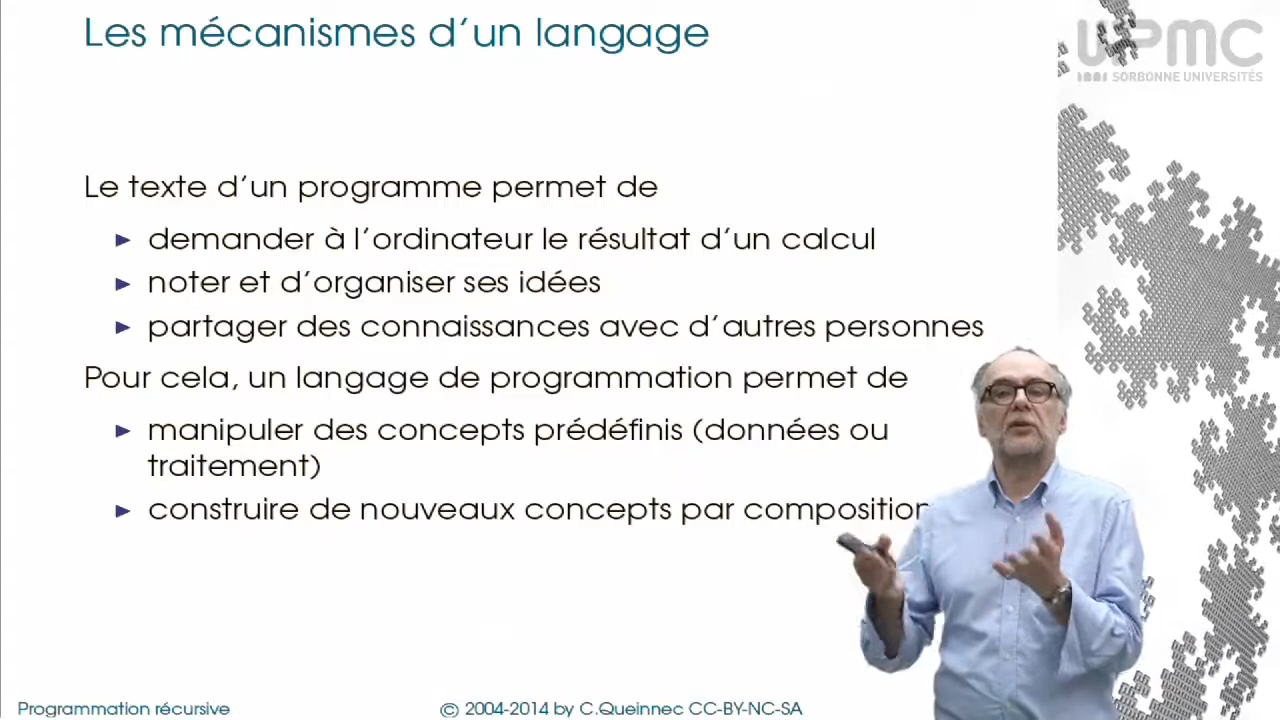 Les mécanismes d'un langage
UPMC
SORBONNE UNIVERSITÉS
Le texte d'un programme permet de
► demander à l'ordinateur le résultat d'un calcul
► noter et d'organiser ses idées
► partager des connaissances avec d'autres personnes
Pour cela, un langage de programmation permet de
► manipuler des concepts prédéfinis (données ou
traitement)
► construire de nouveaux concepts par composition
Programmation récursive
© 2004-2014 by C.Queinnec CC-BY-NC-SA